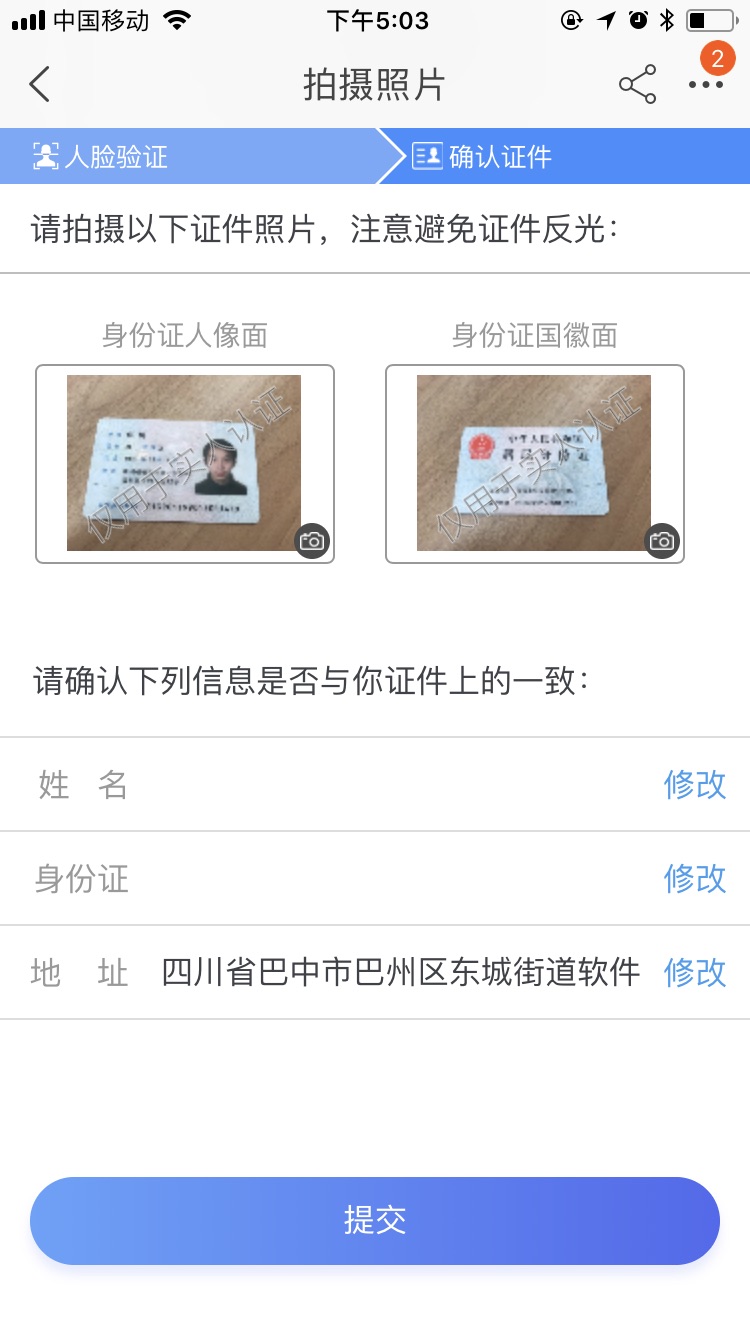 中国移动
下午5:03
拍摄照片
2
人脸验证
确认证件
请拍摄以下证件照片，注意避免证件反光：
身份证人像面
身份证国徽面
仅用于实人认证
仅用于实人认证
请确认下列信息是否与你证件上的一致：
姓 名 修改
身份证 修改
地 址 四川省巴中市巴州区东城街道软件 修改
提交